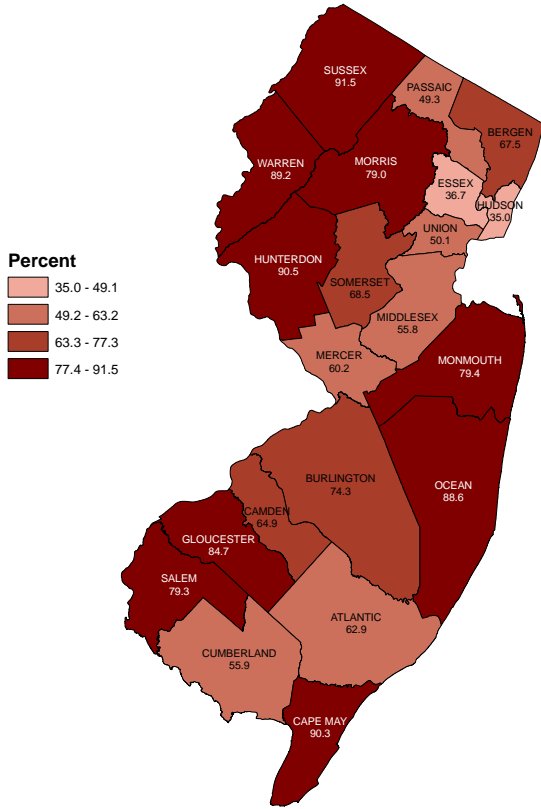 SUSSEX
91.5
PASSAIC
49.3
BERGEN
67.5
WARREN
89.2
MORRIS
79.0
ESSEX
36.7
HUDSON
35.0
UNION
50.1
HUNTERDON
90.5
SOMERSET
68.5
MIDDLESEX
55.8
Percent
35.0 - 49.1
49.2 - 63.2
63.3 - 77.3
77.4 - 91.5
MERCER
60.2
MONMOUTH
79.4
OCEAN
88.6
BURLINGTON
74.3
CAMDEN
64.9
GLOUCESTER
84.7
SALEM
79.3
ATLANTIC
62.9
CUMBERLAND
55.9
CAPE MAY
90.3